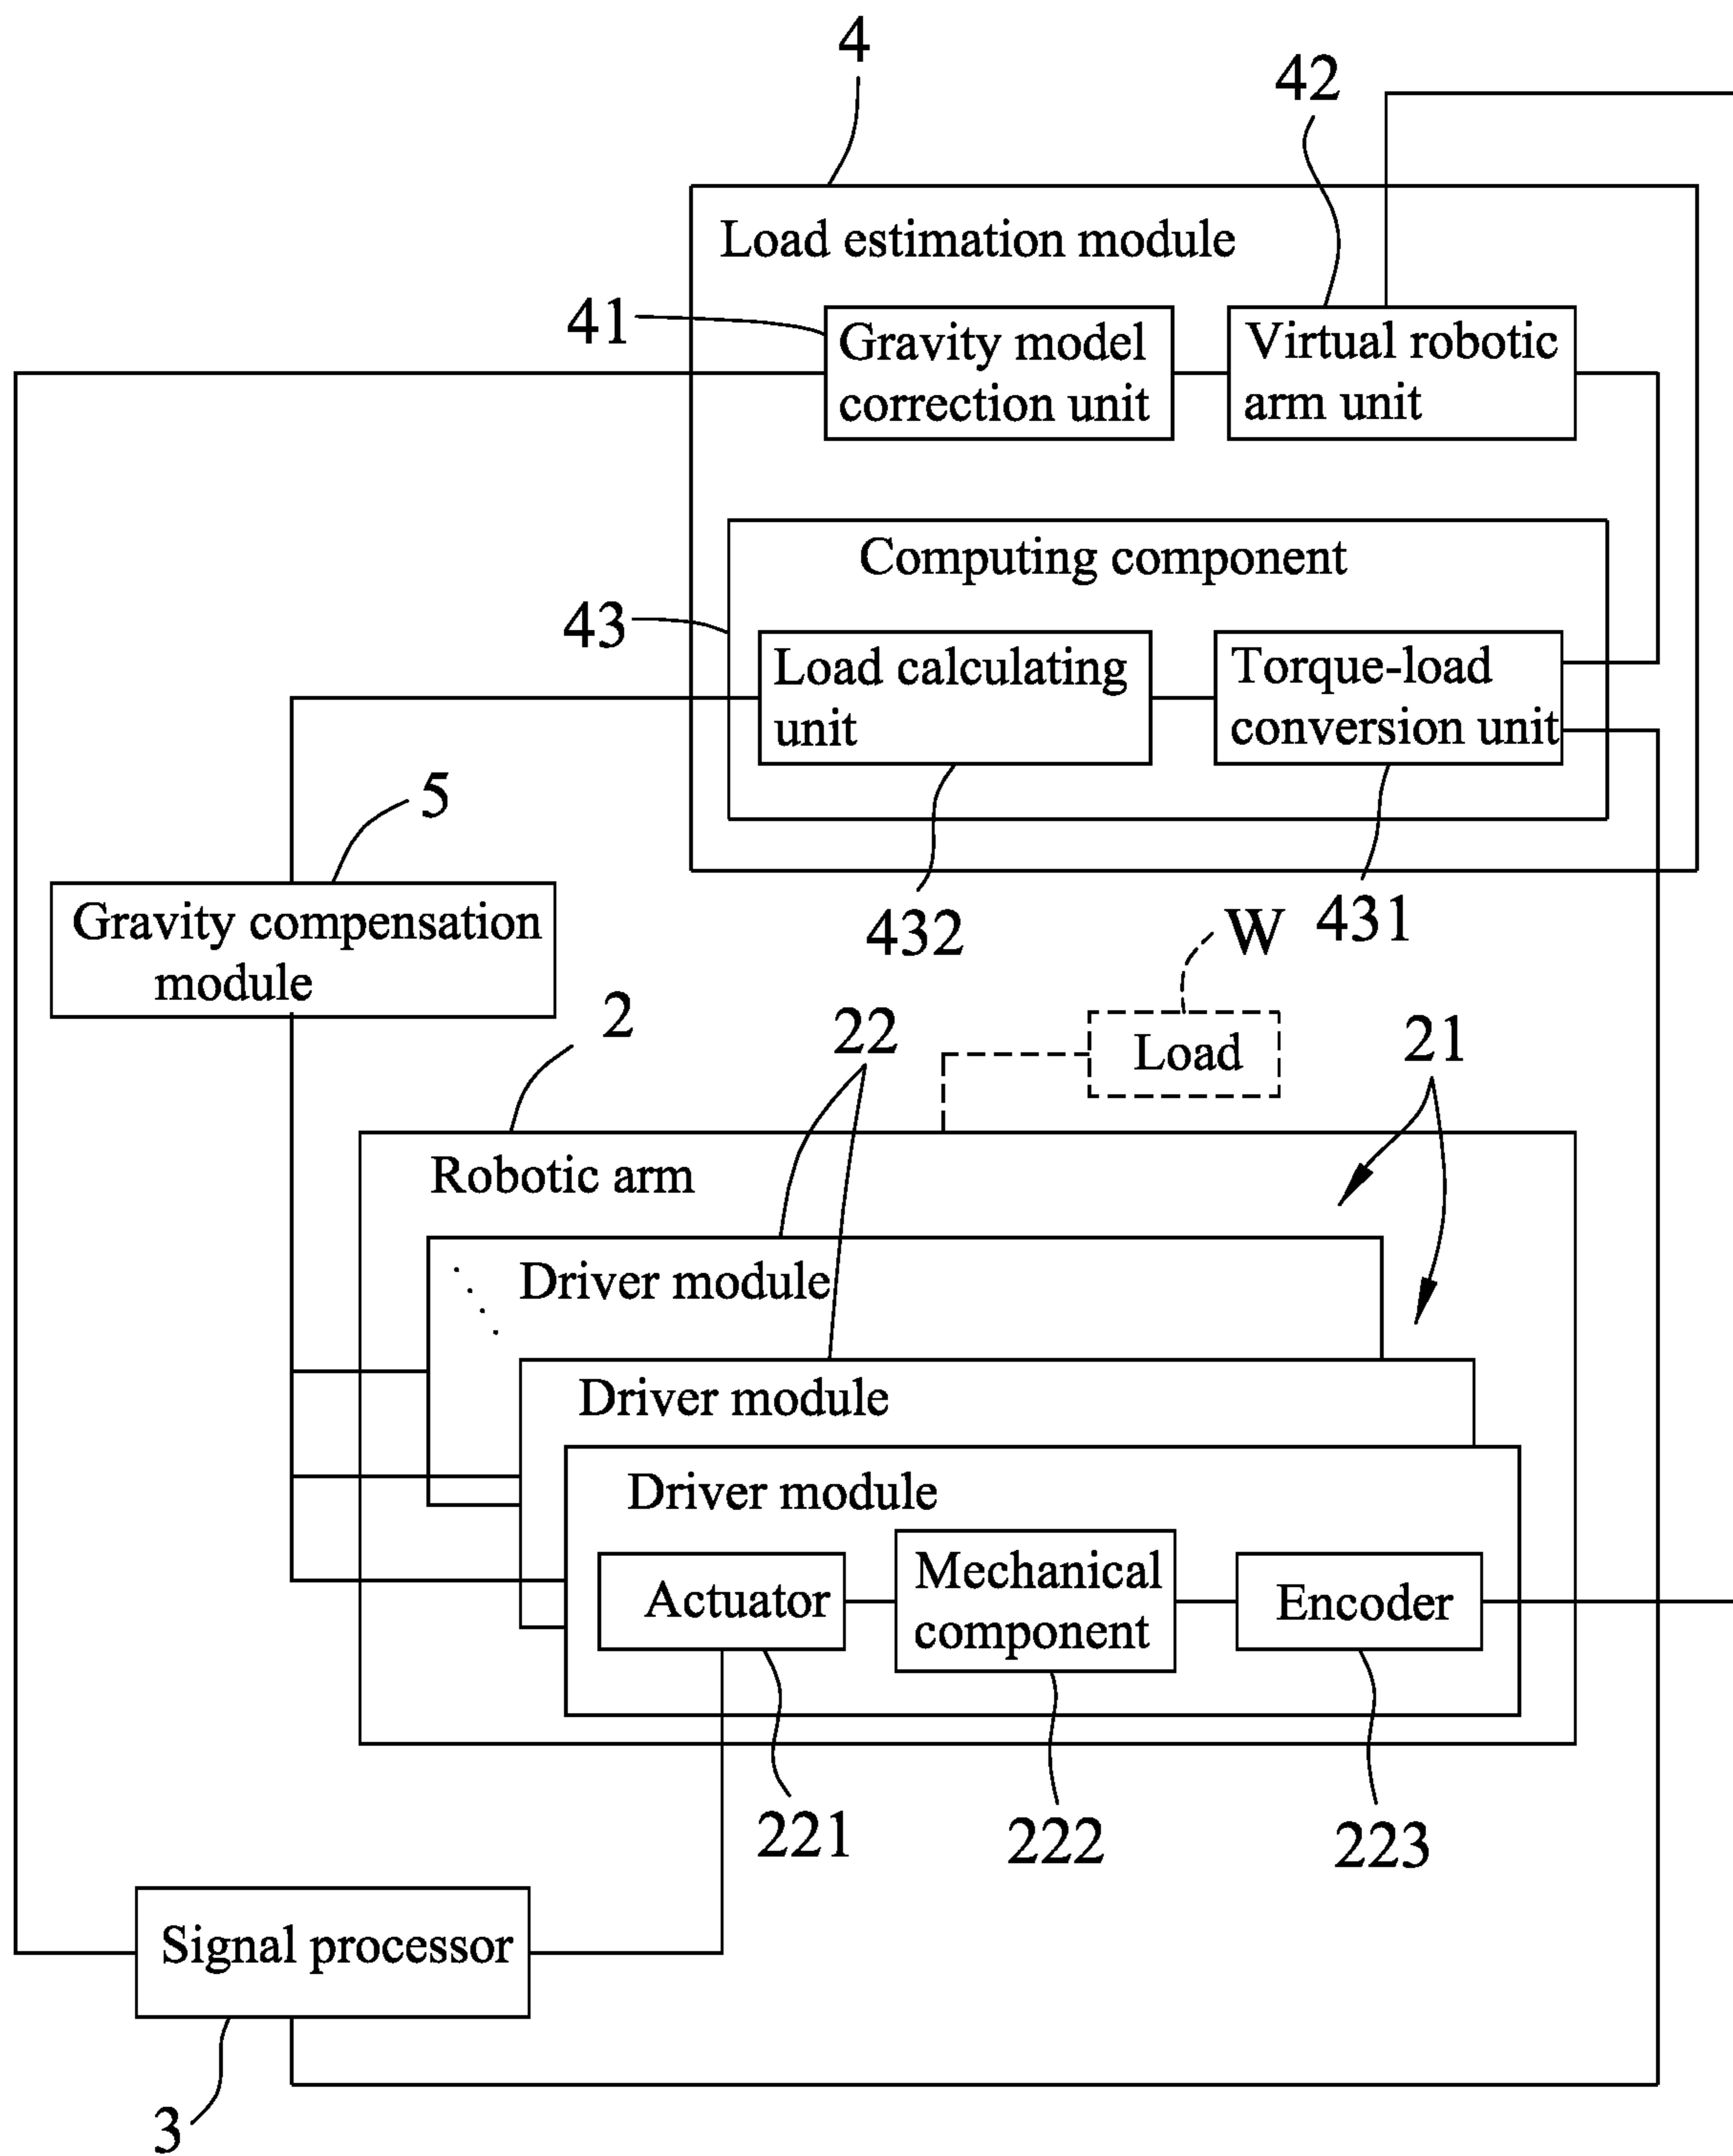 4
42
Load estimation module
41
Gravity model
correction unit
Virtual robotic
arm unit
Computing component
43
Load calculating
unit
Torque-load
conversion unit
5
432
431
Gravity compensation
module
W
Load
2
22
21
Robotic arm
Driver module
Driver module
Driver module
Actuator
Mechanical
component
Encoder
221
222
223
Signal processor
3